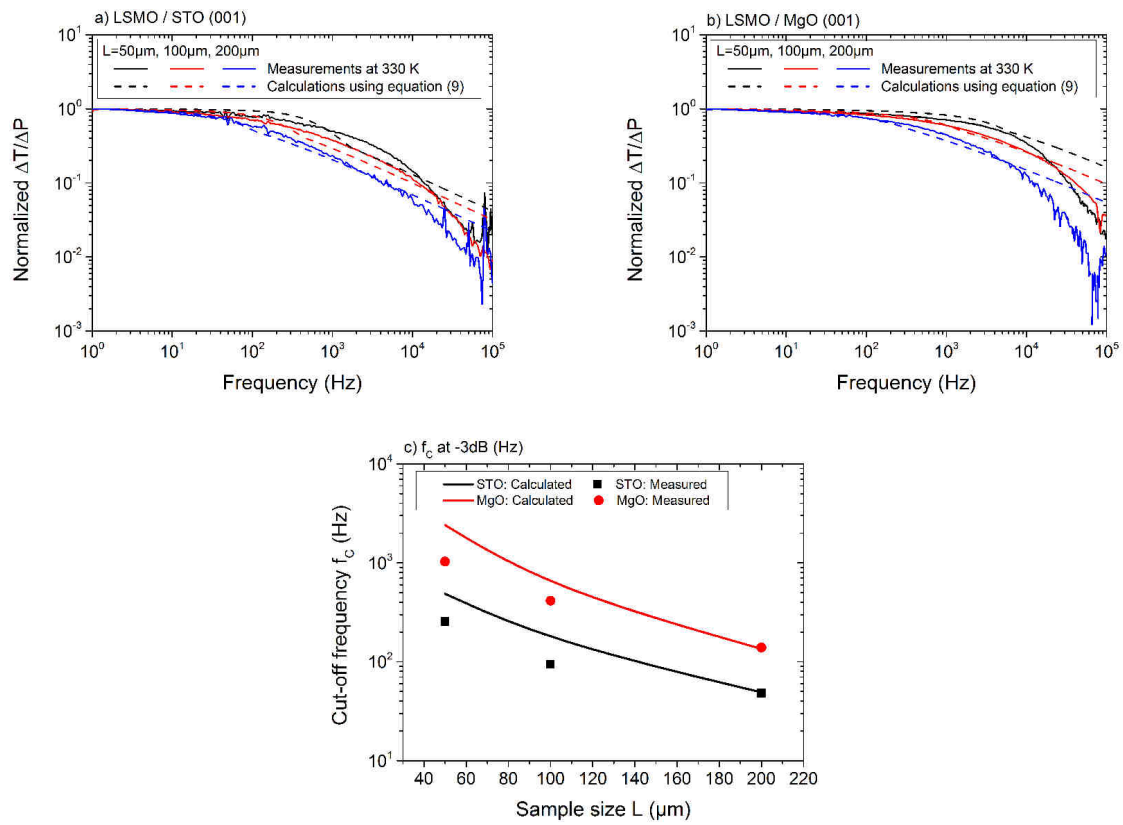 a) LSMO / STO (001)
L=50µm, 100µm, 200µm
Measurements at 330 K
Calculations using equation (9)
Normalized ΔT/ΔP
10¹
10⁰
10⁻¹
10⁻²
10⁻³
10⁰ 10¹ 10² 10³ 10⁴ 10⁵
Frequency (Hz)
b) LSMO / MgO (001)
L=50µm, 100µm, 200µm
Measurements at 330 K
Calculations using equation (9)
Normalized ΔT/ΔP
10¹
10⁰
10⁻¹
10⁻²
10⁻³
10⁰ 10¹ 10² 10³ 10⁴ 10⁵
Frequency (Hz)
c) f_C at -3dB (Hz)
STO: Calculated STO: Measured
MgO: Calculated MgO: Measured
Cut-off frequency f_C (Hz)
10⁴
10³
10²
10¹
40 60 80 100 120 140 160 180 200 220
Sample size L (µm)